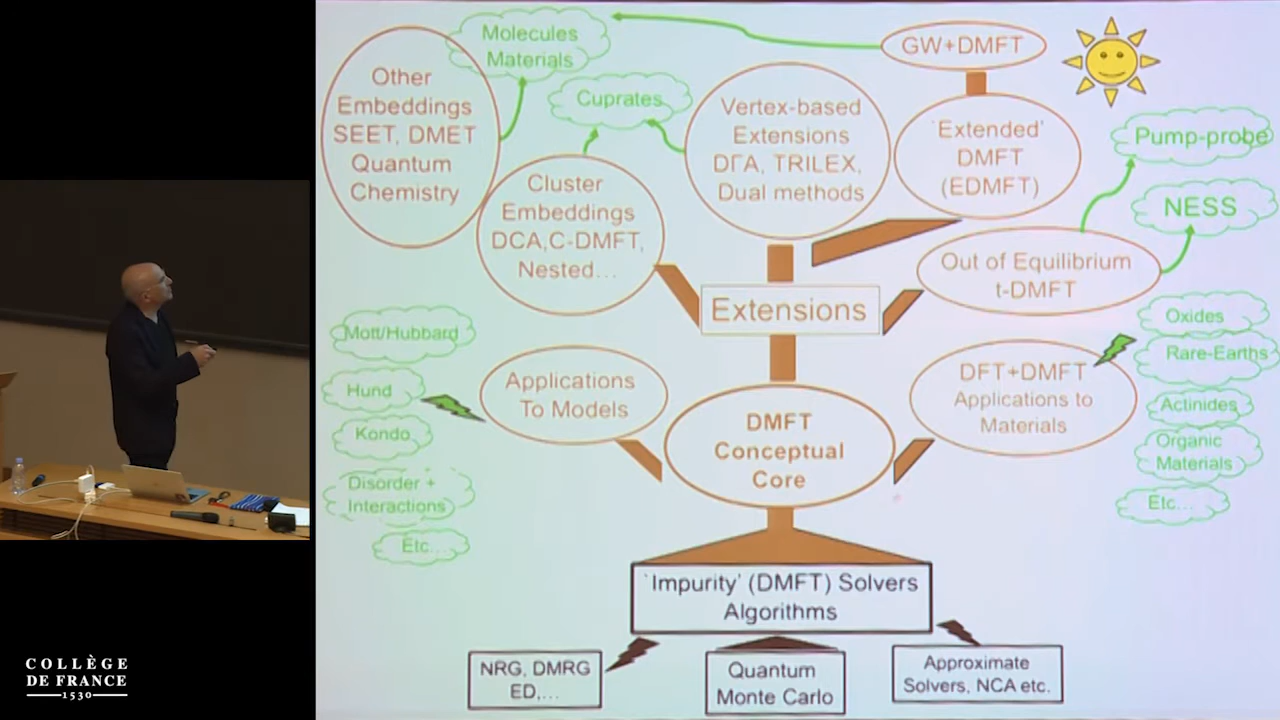 Molecules
Materials
GW+DMFT
Other
Embeddings
SEET, DMET
Quantum
Chemistry
Cuprates
Vertex-based
Extensions
DΓA, TRILEX,
Dual methods
`Extended'
DMFT
(EDMFT)
Pump-probe
NESS
Cluster
Embeddings
DCA,C-DMFT,
Nested...
Out of Equilibrium
t-DMFT
Extensions
Mott/Hubbard
Hund
Kondo
Disorder +
Interactions
Etc...
Applications
To Models
DMFT
Conceptual
Core
DFT+DMFT
Applications to
Materials
Oxides
Rare-Earths
Actinides
Organic
Materials
Etc...
`Impurity' (DMFT) Solvers
Algorithms
NRG, DMRG
ED,...
Quantum
Monte Carlo
Approximate
Solvers, NCA etc.
COLLÈGE
DE FRANCE
1530